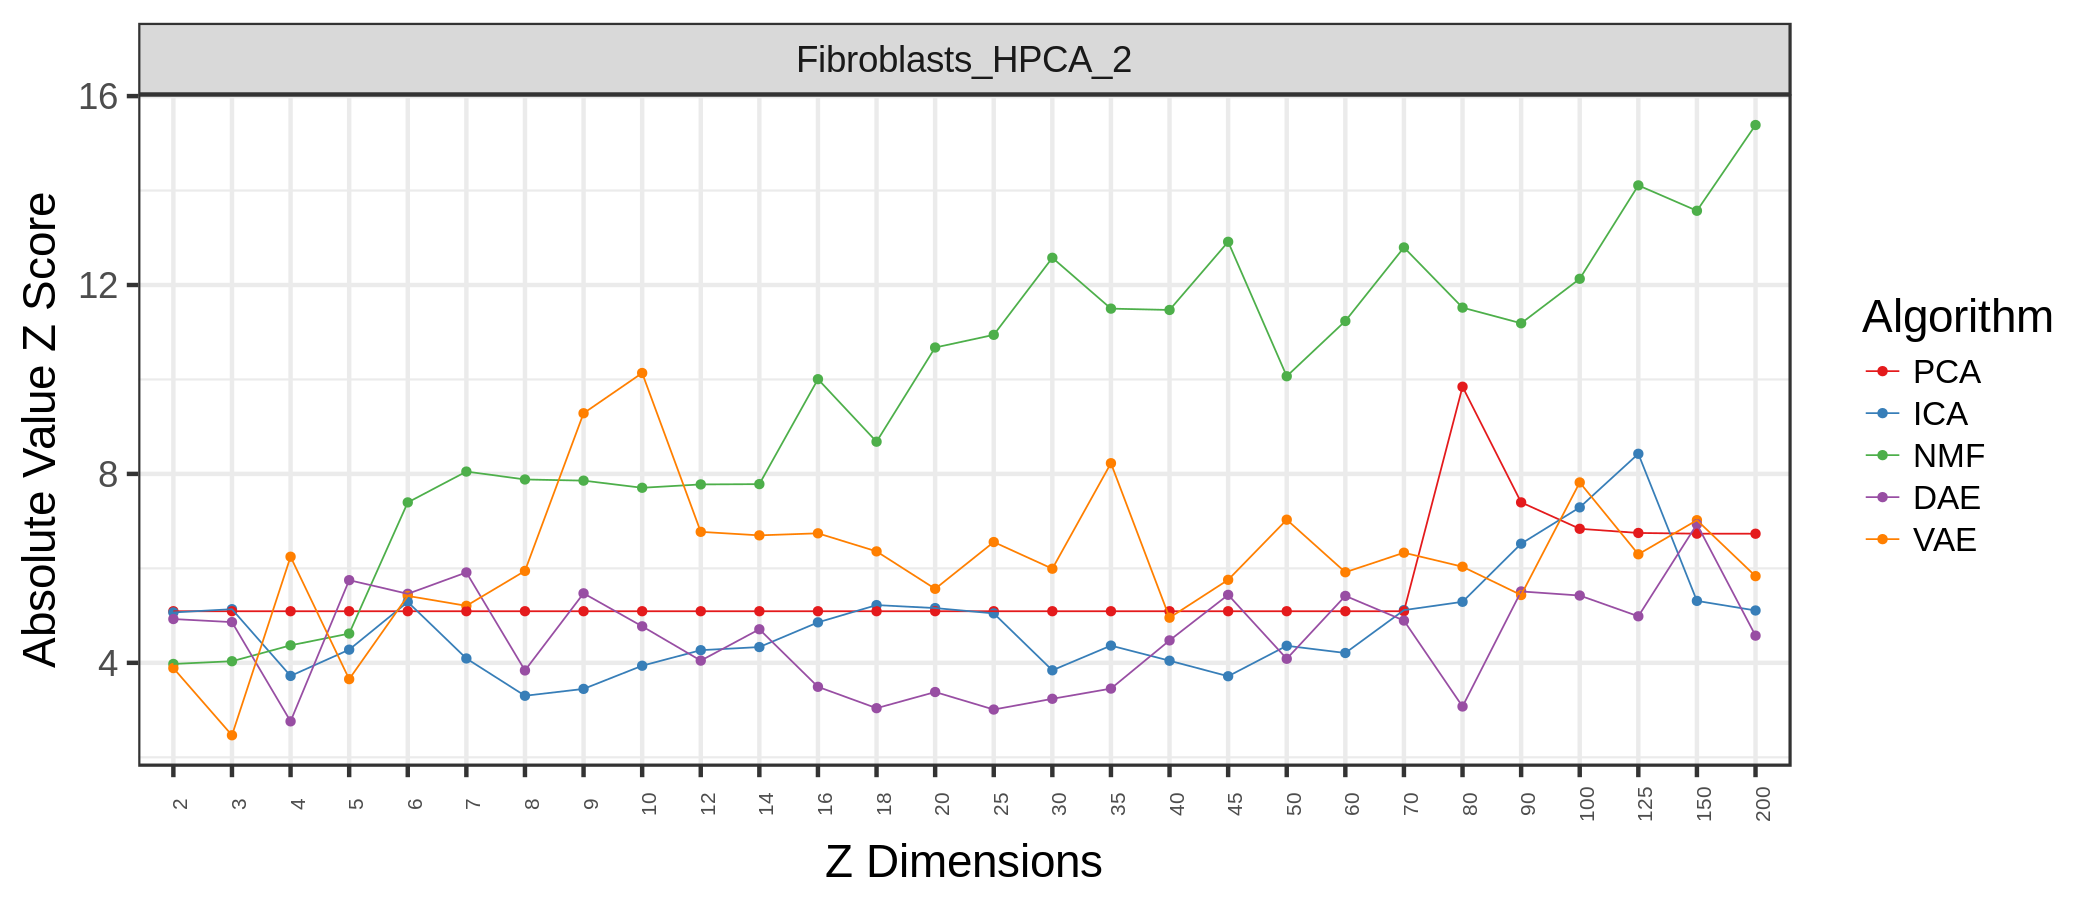 Fibroblasts_HPCA_2
Absolute Value Z Score
16
12
8
4
2 3 4 5 6 7 8 9 10 12 14 16 18 20 25 30 35 40 45 50 60 70 80 90 100 125 150 200
Z Dimensions
Algorithm
PCA
ICA
NMF
DAE
VAE